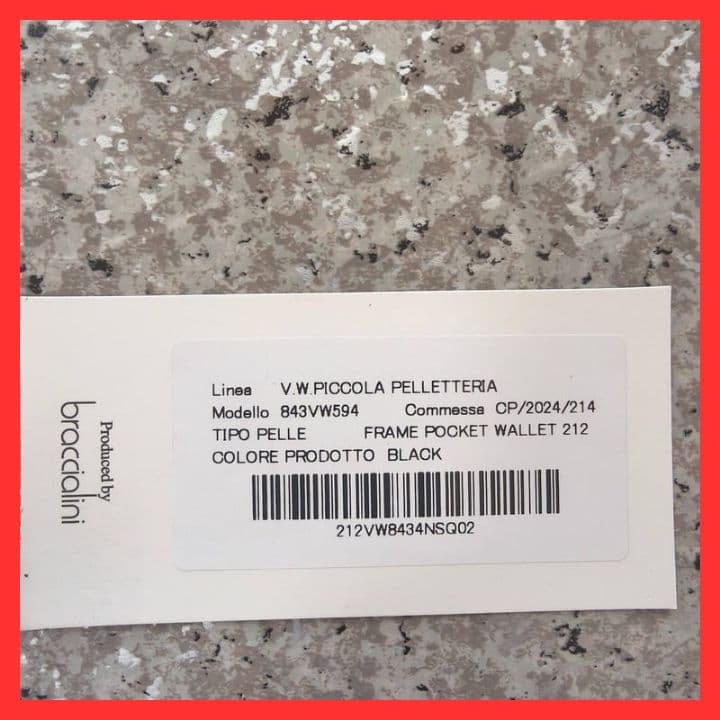 Produced by
braccialini
Linea V.W.PICCOLA PELLETTERIA
Modello 843VW594 Commessa CP/2024/214
TIPO PELLE FRAME POCKET WALLET 212
COLORE PRODOTTO BLACK
212VW8434NSQ02